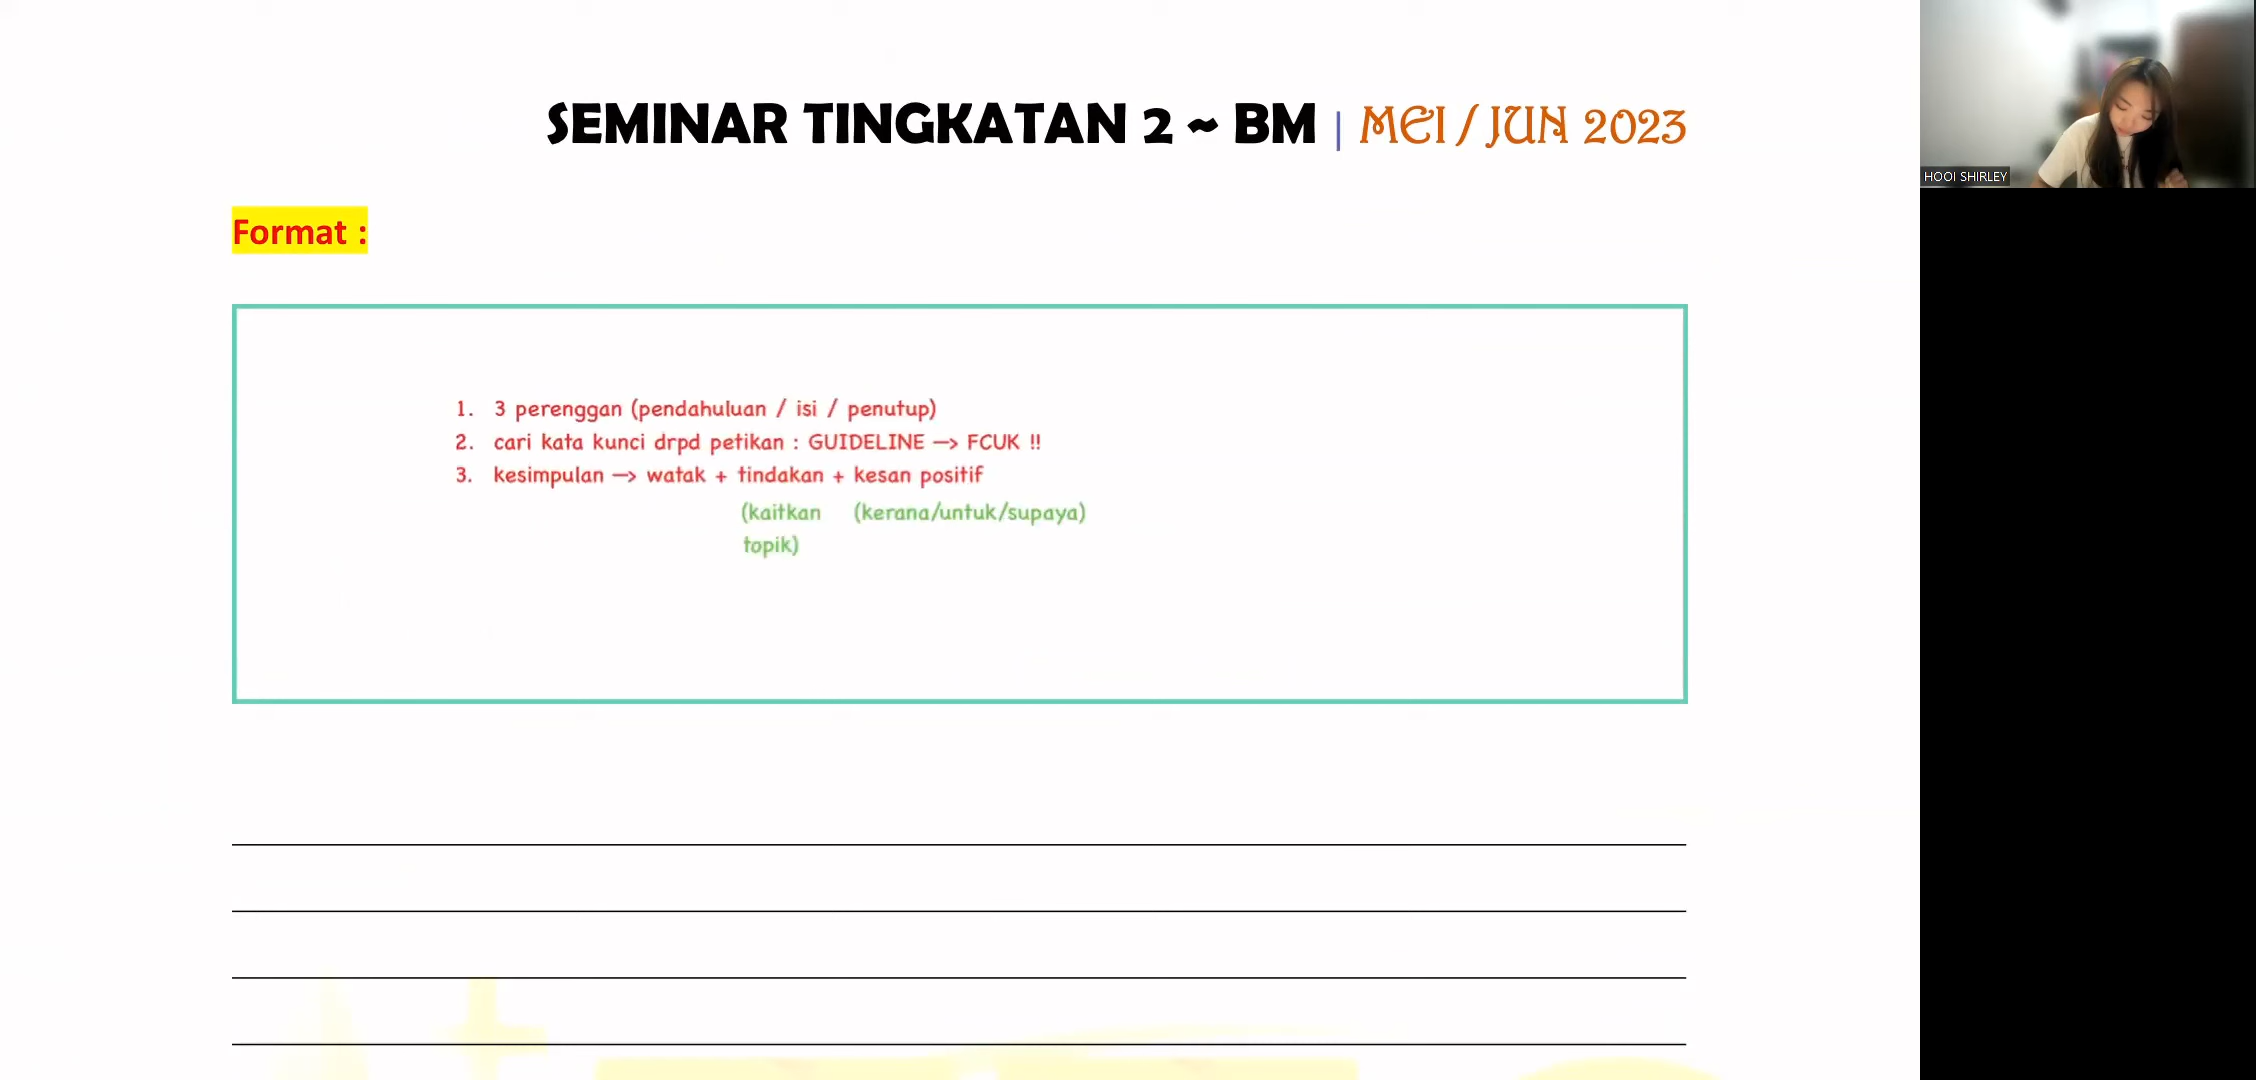 SEMINAR TINGKATAN 2 ~ BM | MEI / JUN 2023
HOOI SHIRLEY
Format :
1. 3 perenggan (pendahuluan / isi / penutup)
2. cari kata kunci drpd petikan : GUIDELINE —> FCUK !!
3. kesimpulan —> watak + tindakan + kesan positif
(kaitkan (kerana/untuk/supaya)
topik)